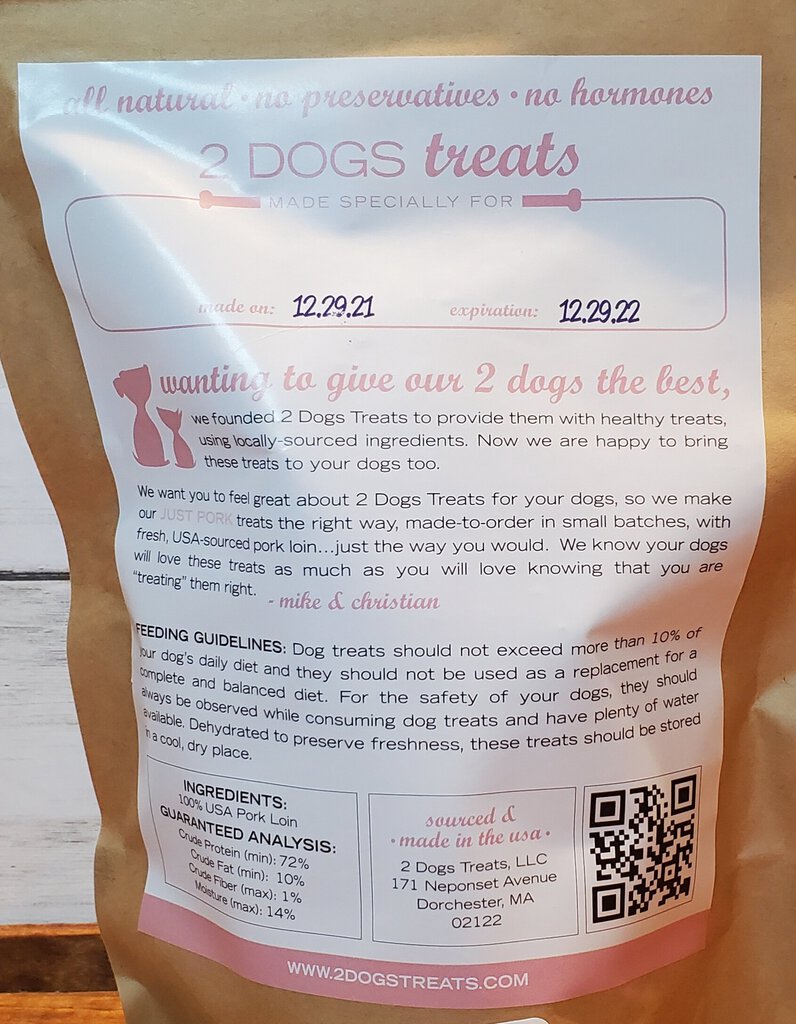 all natural • no preservatives • no hormones
2 DOGS treats
MADE SPECIALLY FOR
made on: 12.29.21 expiration: 12.29.22
wanting to give our 2 dogs the best,
we founded 2 Dogs Treats to provide them with healthy treats,
using locally-sourced ingredients. Now we are happy to bring
these treats to your dogs too.
We want you to feel great about 2 Dogs Treats for your dogs, so we make
our JUST PORK treats the right way, made-to-order in small batches, with
fresh, USA-sourced pork loin...just the way you would. We know your dogs
will love these treats as much as you will love knowing that you are
"treating" them right.
- mike & christian
FEEDING GUIDELINES: Dog treats should not exceed more than 10% of
your dog's daily diet and they should not be used as a replacement for a
complete and balanced diet. For the safety of your dogs, they should
always be observed while consuming dog treats and have plenty of water
available. Dehydrated to preserve freshness, these treats should be stored
in a cool, dry place.
INGREDIENTS:
100% USA Pork Loin
GUARANTEED ANALYSIS:
Crude Protein (min): 72%
Crude Fat (min): 10%
Crude Fiber (max): 1%
Moisture (max): 14%
sourced &
• made in the usa •
2 Dogs Treats, LLC
171 Neponset Avenue
Dorchester, MA
02122
WWW.2DOGSTREATS.COM